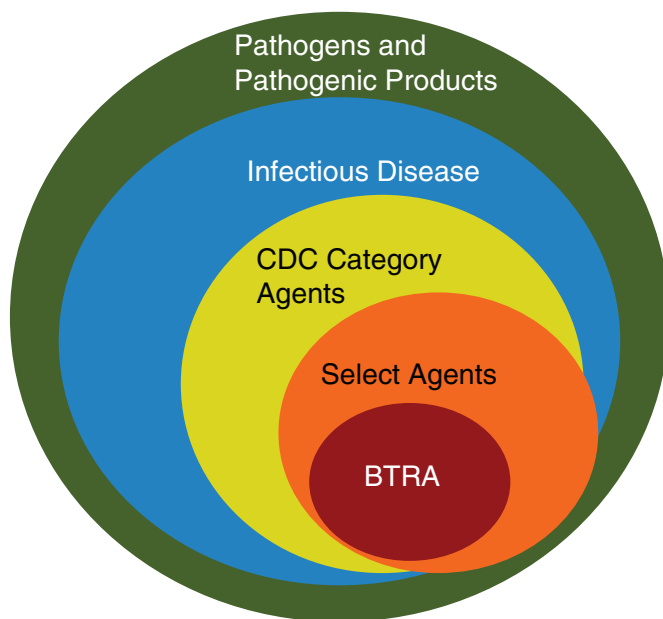 Pathogens and
Pathogenic Products
Infectious Disease
CDC Category
Agents
Select Agents
BTRA